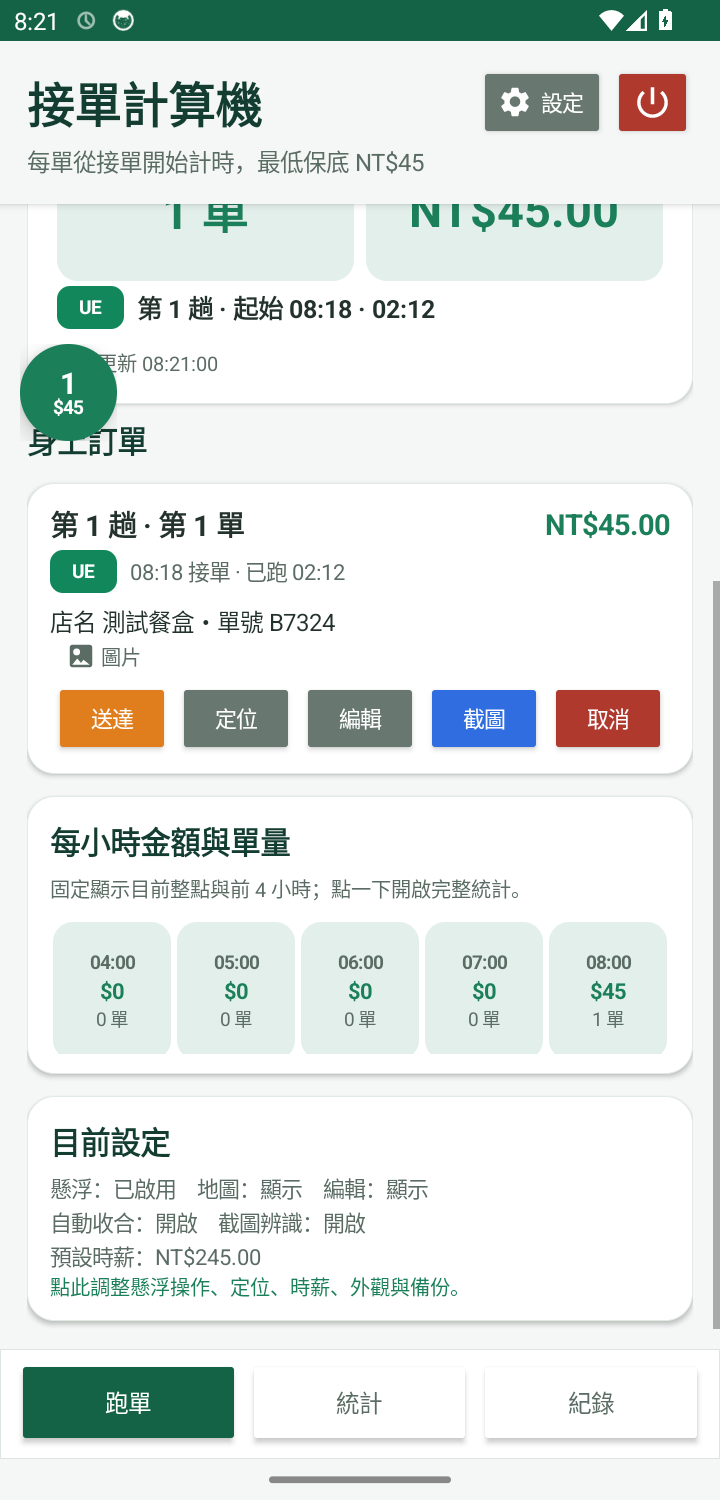 8:21
接單計算機
設定
每單從接單開始計時，最低保底 NT$45
1 單
NT$45.00
UE
第 1 趟 · 起始 08:18 · 02:12
更新 08:21:00
1
$45
身上訂單
第 1 趟 · 第 1 單
NT$45.00
UE
08:18 接單 · 已跑 02:12
店名 測試餐盒・單號 B7324
圖片
送達
定位
編輯
截圖
取消
每小時金額與單量
固定顯示目前整點與前 4 小時；點一下開啟完整統計。
04:00
$0
0 單
05:00
$0
0 單
06:00
$0
0 單
07:00
$0
0 單
08:00
$45
1 單
目前設定
懸浮：已啟用　地圖：顯示　編輯：顯示
自動收合：開啟　截圖辨識：開啟
預設時薪：NT$245.00
點此調整懸浮操作、定位、時薪、外觀與備份。
跑單
統計
紀錄